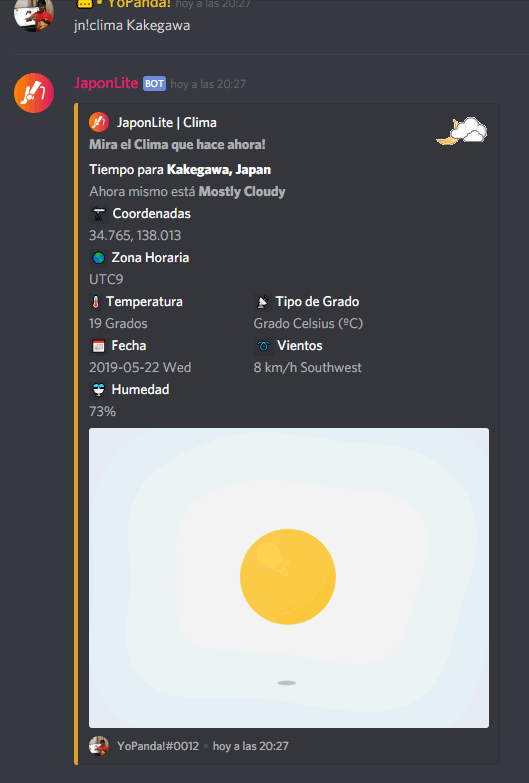 YoPanda! hoy a las 20:27
jn!clima Kakegawa
JaponLite BOT hoy a las 20:27
JaponLite | Clima
Mira el Clima que hace ahora!
Tiempo para Kakegawa, Japan
Ahora mismo está Mostly Cloudy
Coordenadas
34.765, 138.013
Zona Horaria
UTC9
Temperatura Tipo de Grado
19 Grados Grado Celsius (ºC)
Fecha Vientos
2019-05-22 Wed 8 km/h Southwest
Humedad
73%
YoPanda!#0012 • hoy a las 20:27